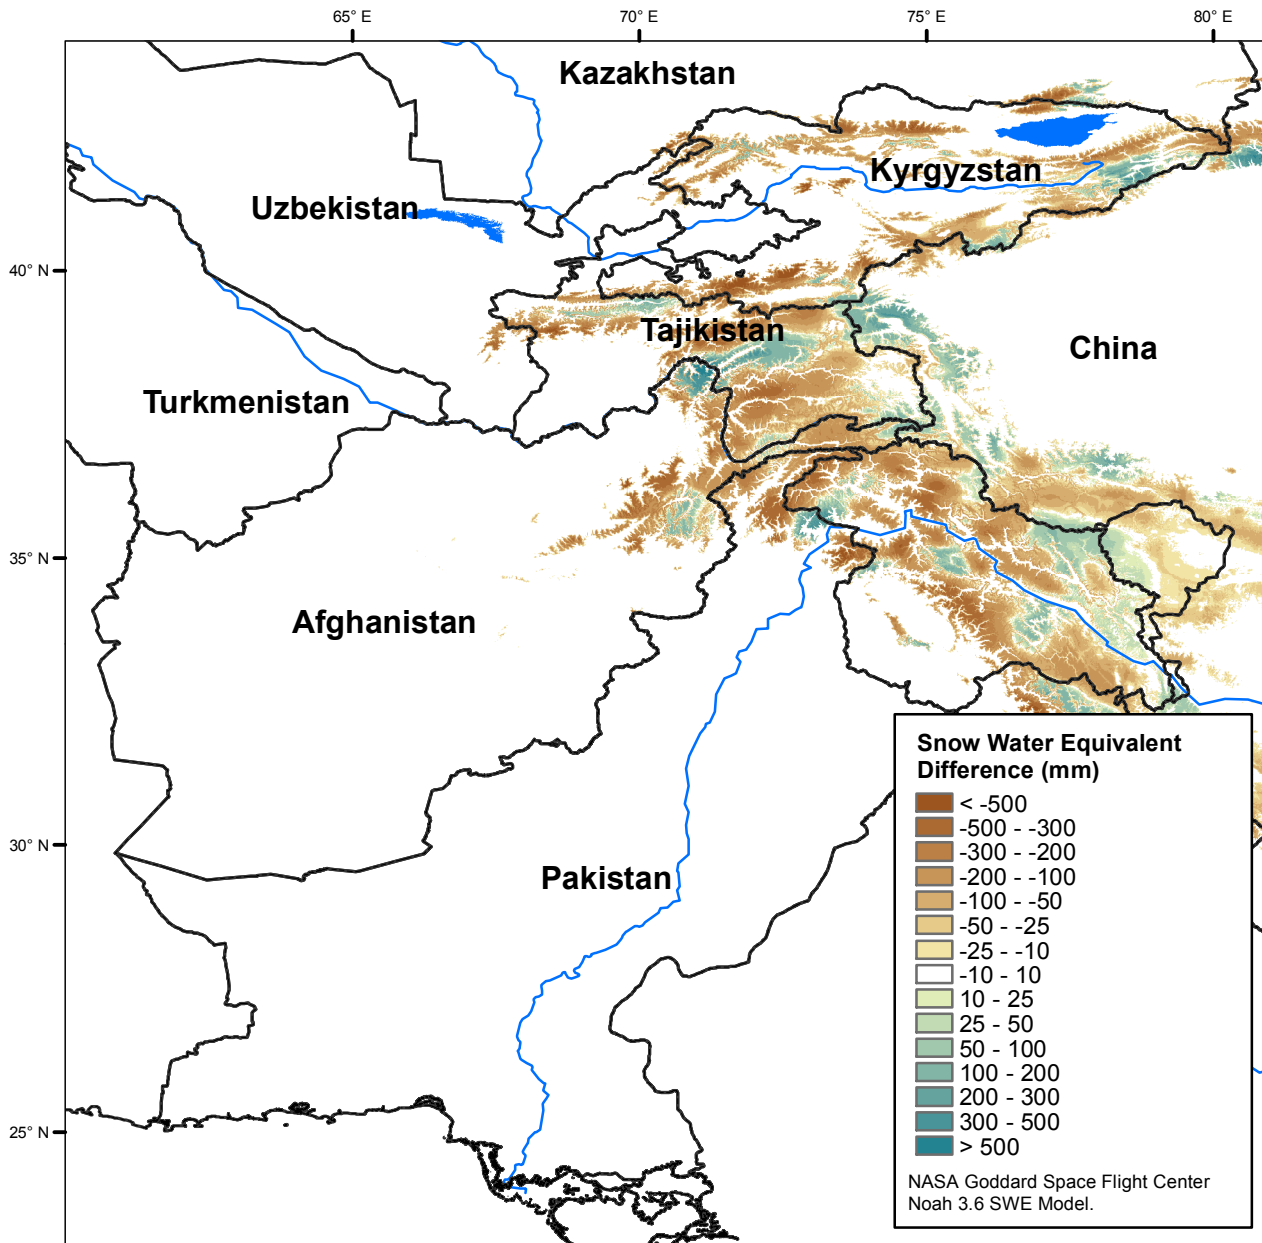 65° E
70° E
75° E
80° E
Kazakhstan
Kyrgyzstan
Uzbekistan
40° N
Tajikistan
China
Turkmenistan
35° N
Afghanistan
30° N
Pakistan
25° N
Snow Water Equivalent
Difference (mm)
< -500
-500 - -300
-300 - -200
-200 - -100
-100 - -50
-50 - -25
-25 - -10
-10 - 10
10 - 25
25 - 50
50 - 100
100 - 200
200 - 300
300 - 500
> 500
NASA Goddard Space Flight Center
Noah 3.6 SWE Model.